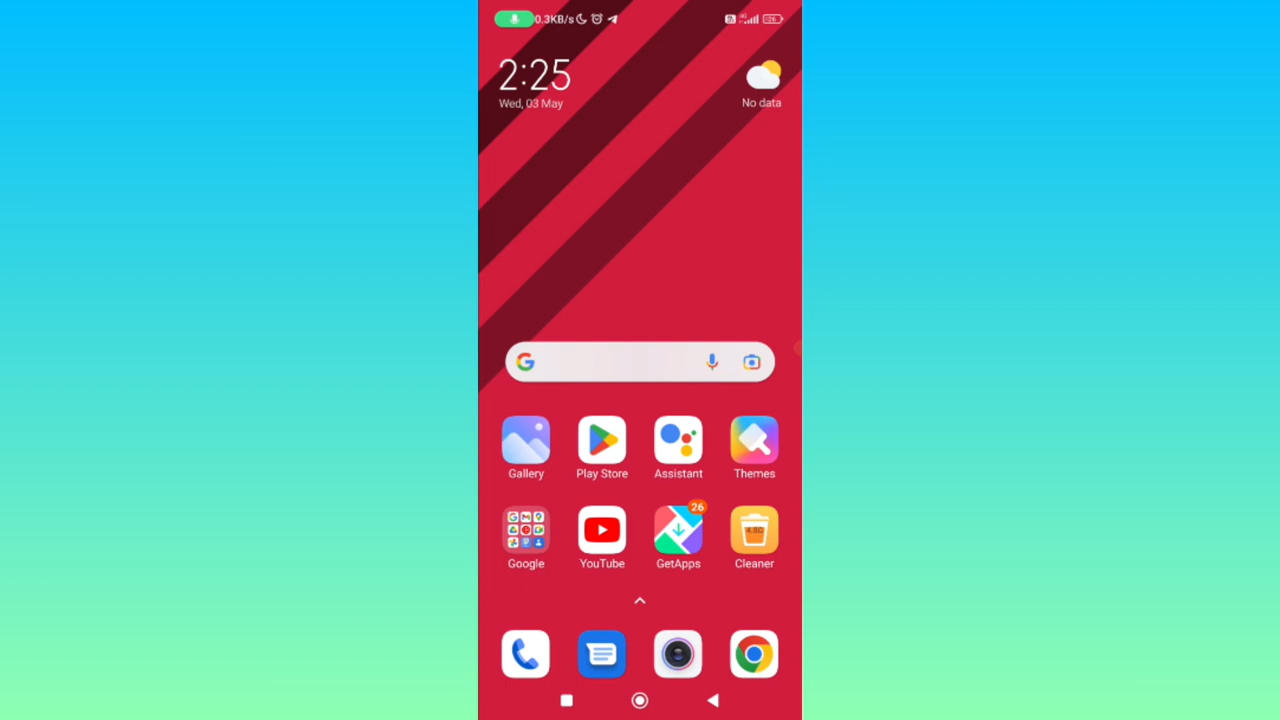 0.3KB/s
2:25
Wed, 03 May
No data
Gallery Play Store Assistant Themes
26
Google YouTube GetApps Cleaner